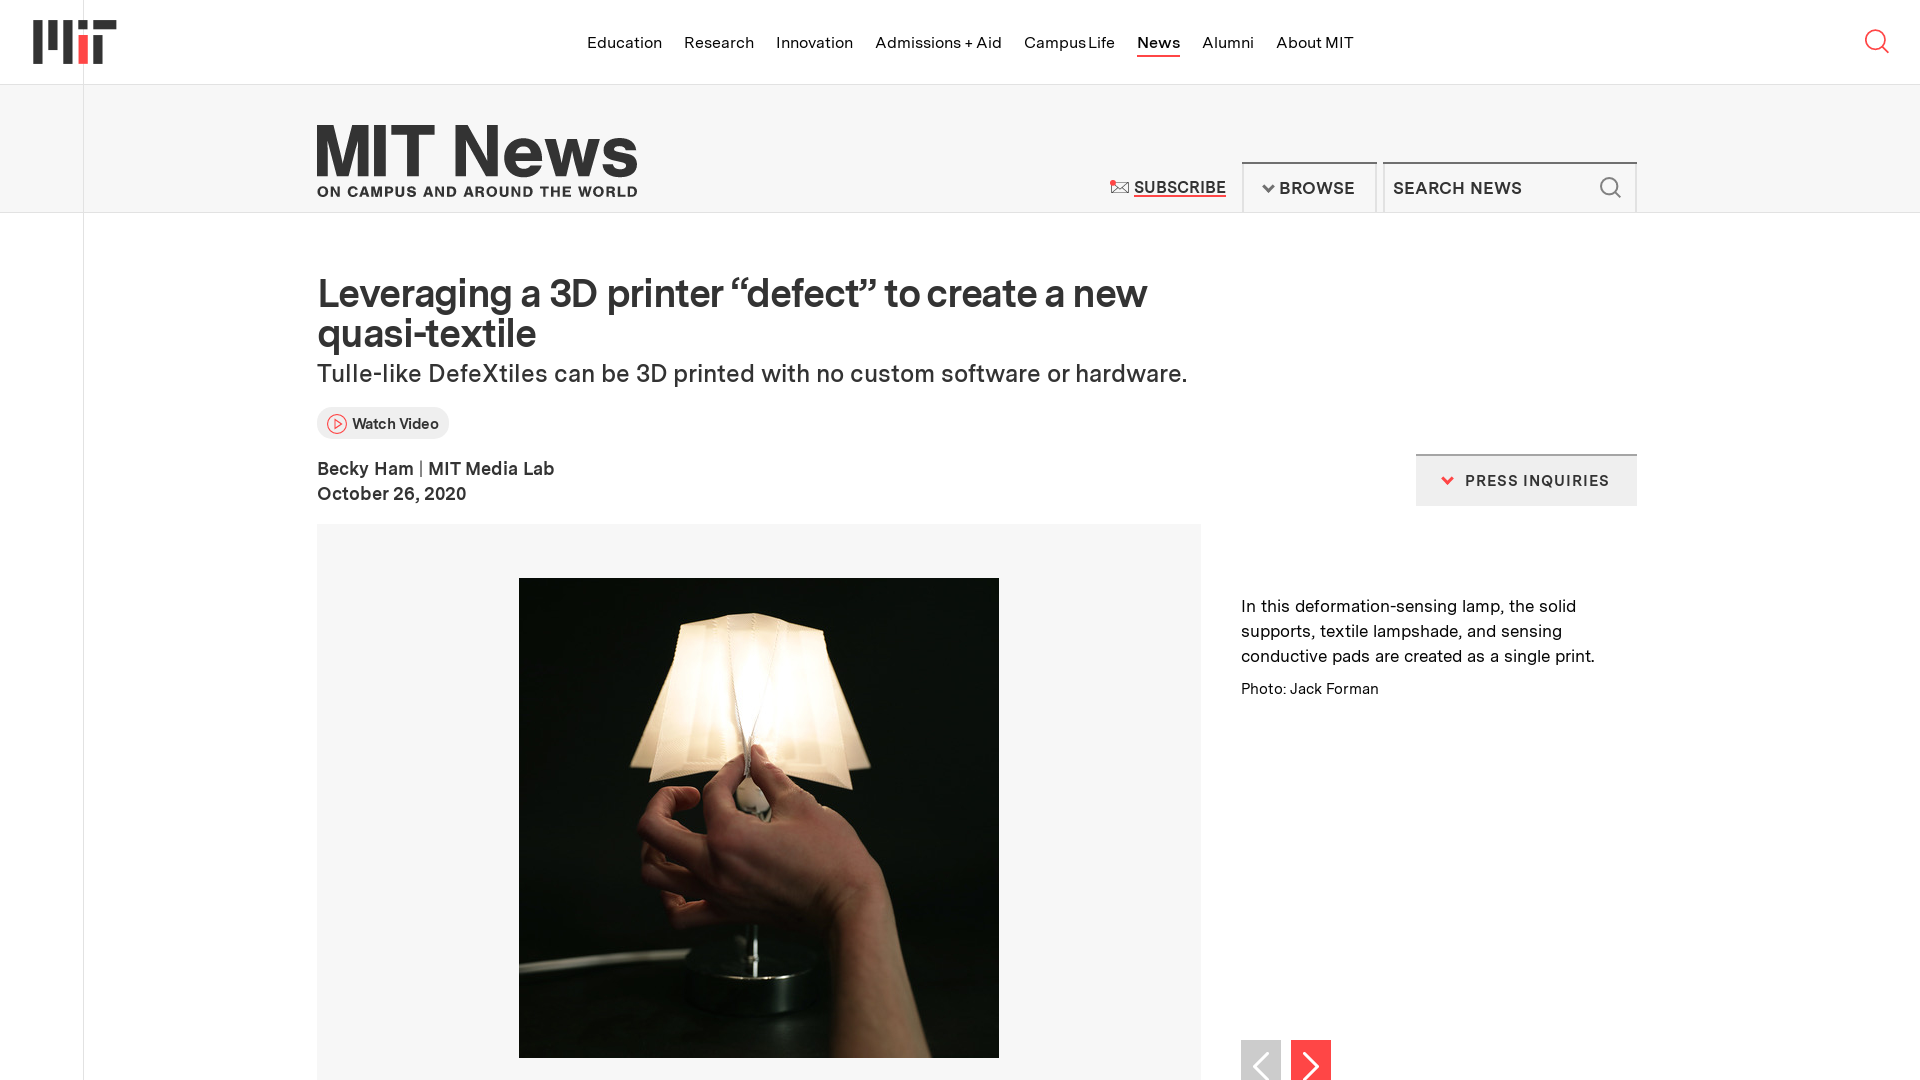 MIT
Education Research Innovation Admissions + Aid Campus Life News Alumni About MIT
MIT News
ON CAMPUS AND AROUND THE WORLD
SUBSCRIBE
BROWSE
SEARCH NEWS
Leveraging a 3D printer “defect” to create a new
quasi-textile
Tulle-like DefeXtiles can be 3D printed with no custom software or hardware.
Watch Video
Becky Ham | MIT Media Lab
October 26, 2020
PRESS INQUIRIES
In this deformation-sensing lamp, the solid
supports, textile lampshade, and sensing
conductive pads are created as a single print.
Photo: Jack Forman